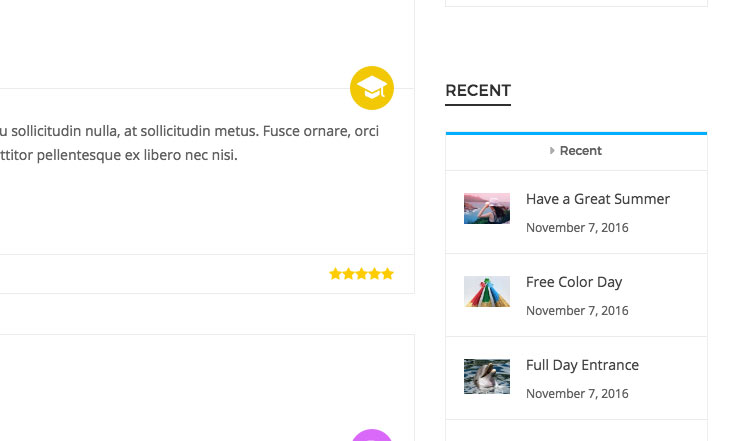 RECENT
u sollicitudin nulla, at sollicitudin metus. Fusce ornare, orci
ttitor pellentesque ex libero nec nisi.
Recent
Have a Great Summer
November 7, 2016
Free Color Day
November 7, 2016
Full Day Entrance
November 7, 2016